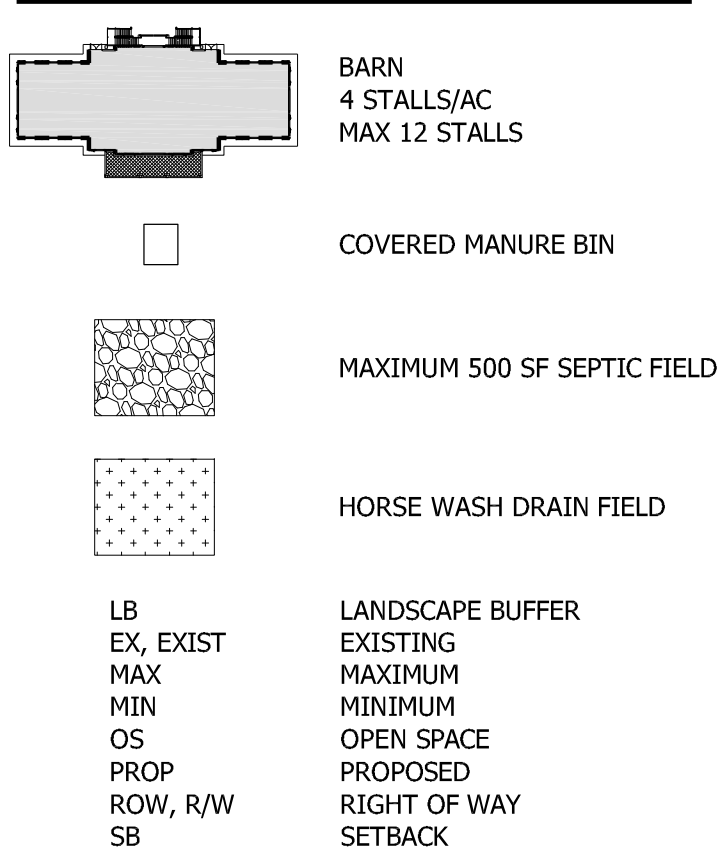 BARN
4 STALLS/AC
MAX 12 STALLS
COVERED MANURE BIN
MAXIMUM 500 SF SEPTIC FIELD
HORSE WASH DRAIN FIELD
LB LANDSCAPE BUFFER
EX, EXIST EXISTING
MAX MAXIMUM
MIN MINIMUM
OS OPEN SPACE
PROP PROPOSED
ROW, R/W RIGHT OF WAY
SB SETBACK